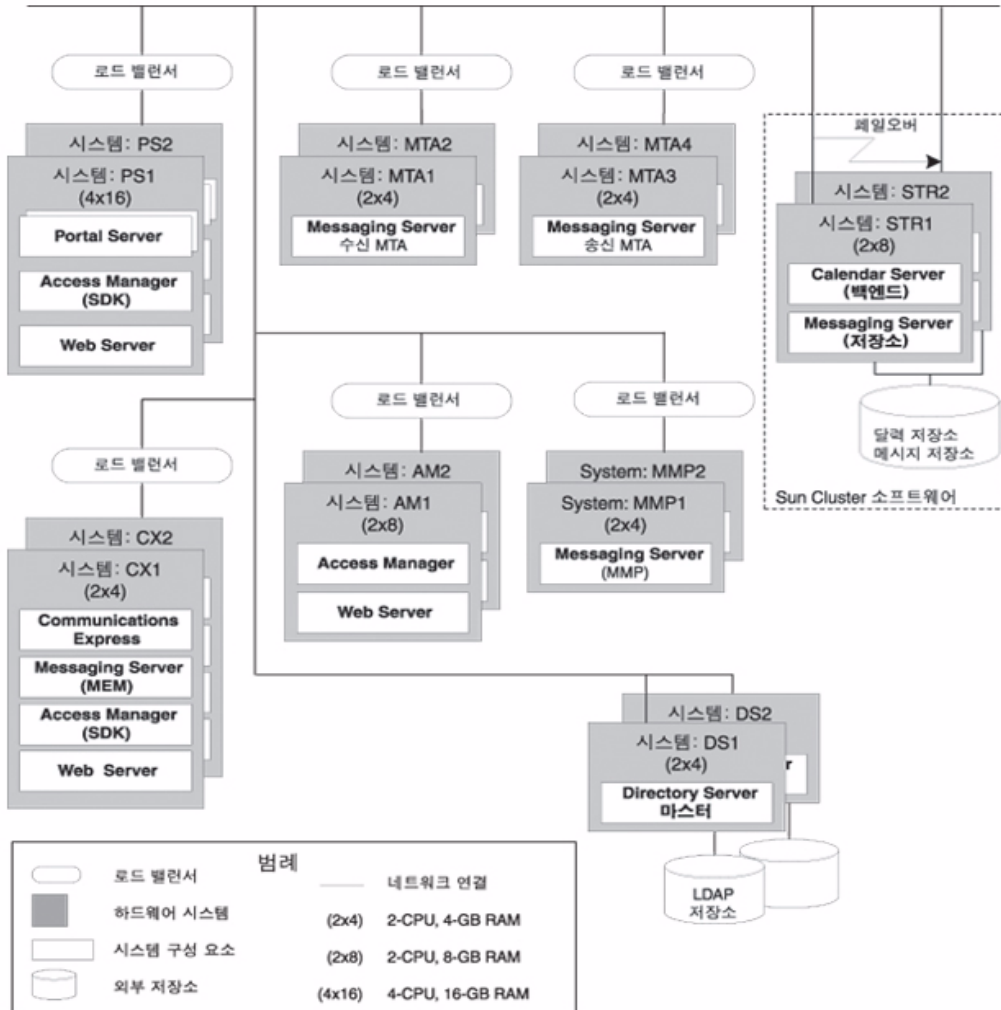 로드 밸런서
로드 밸런서
로드 밸런서
시스템: PS2
시스템: PS1
(4x16)
Portal Server
Access Manager
(SDK)
Web Server
시스템: MTA2
시스템: MTA1
(2x4)
Messaging Server
수신 MTA
시스템: MTA4
시스템: MTA3
(2x4)
Messaging Server
송신 MTA
페일오버
시스템: STR2
시스템: STR1
(2x8)
Calendar Server
(백엔드)
Messaging Server
(저장소)
달력 저장소
메시지 저장소
Sun Cluster 소프트웨어
로드 밸런서
로드 밸런서
로드 밸런서
시스템: CX2
시스템: CX1
(2x4)
Communications
Express
Messaging Server
(MEM)
Access Manager
(SDK)
Web Server
시스템: AM2
시스템: AM1
(2x8)
Access Manager
Web Server
System: MMP2
System: MMP1
(2x4)
Messaging Server
(MMP)
시스템: DS2
시스템: DS1
(2x4)
r
Directory Server
마스터
LDAP
저장소
범례
로드 밸런서
하드웨어 시스템
시스템 구성 요소
외부 저장소
네트워크 연결
(2x4) 2-CPU, 4-GB RAM
(2x8) 2-CPU, 8-GB RAM
(4x16) 4-CPU, 16-GB RAM